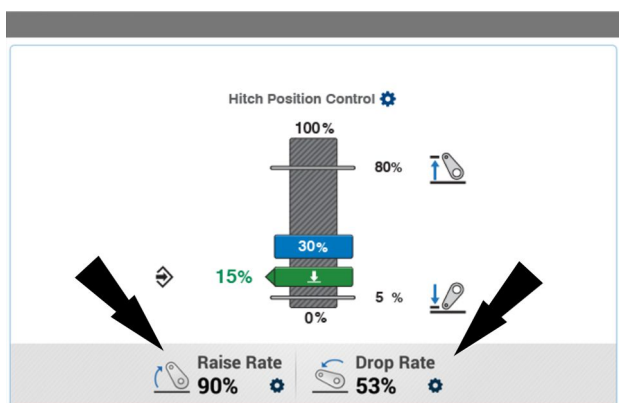 Hitch Position Control
100%
80%
30%
15%
5 %
0%
Raise Rate
90%
Drop Rate
53%